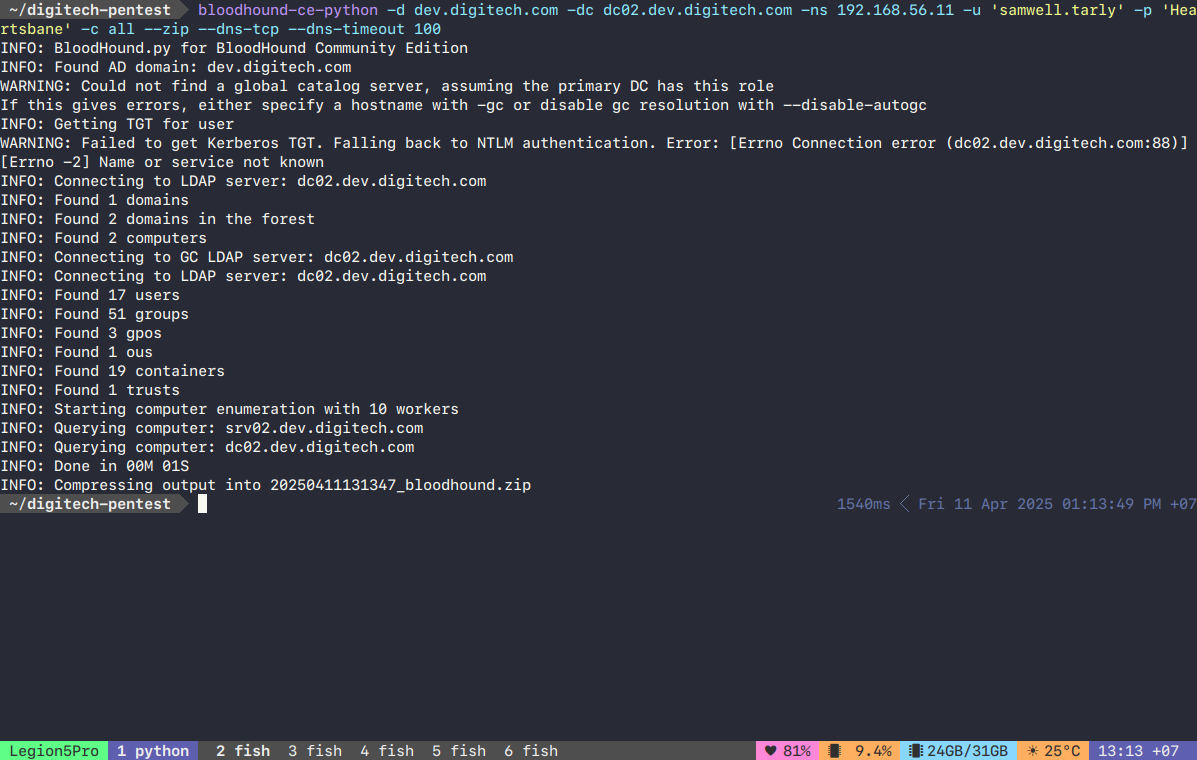 ~/digitech-pentest bloodhound-ce-python -d dev.digitech.com -dc dc02.dev.digitech.com -ns 192.168.56.11 -u 'samwell.tarly' -p 'Hea
rtsbane' -c all --zip --dns-tcp --dns-timeout 100
INFO: BloodHound.py for BloodHound Community Edition
INFO: Found AD domain: dev.digitech.com
WARNING: Could not find a global catalog server, assuming the primary DC has this role
If this gives errors, either specify a hostname with -gc or disable gc resolution with --disable-autogc
INFO: Getting TGT for user
WARNING: Failed to get Kerberos TGT. Falling back to NTLM authentication. Error: [Errno Connection error (dc02.dev.digitech.com:88)]
[Errno -2] Name or service not known
INFO: Connecting to LDAP server: dc02.dev.digitech.com
INFO: Found 1 domains
INFO: Found 2 domains in the forest
INFO: Found 2 computers
INFO: Connecting to GC LDAP server: dc02.dev.digitech.com
INFO: Connecting to LDAP server: dc02.dev.digitech.com
INFO: Found 17 users
INFO: Found 51 groups
INFO: Found 3 gpos
INFO: Found 1 ous
INFO: Found 19 containers
INFO: Found 1 trusts
INFO: Starting computer enumeration with 10 workers
INFO: Querying computer: srv02.dev.digitech.com
INFO: Querying computer: dc02.dev.digitech.com
INFO: Done in 00M 01S
INFO: Compressing output into 20250411131347_bloodhound.zip
~/digitech-pentest 1540ms Fri 11 Apr 2025 01:13:49 PM +07
Legion5Pro 1 python 2 fish 3 fish 4 fish 5 fish 6 fish ♥ 81% 9.4% 24GB/31GB ☀ 25°C 13:13 +07